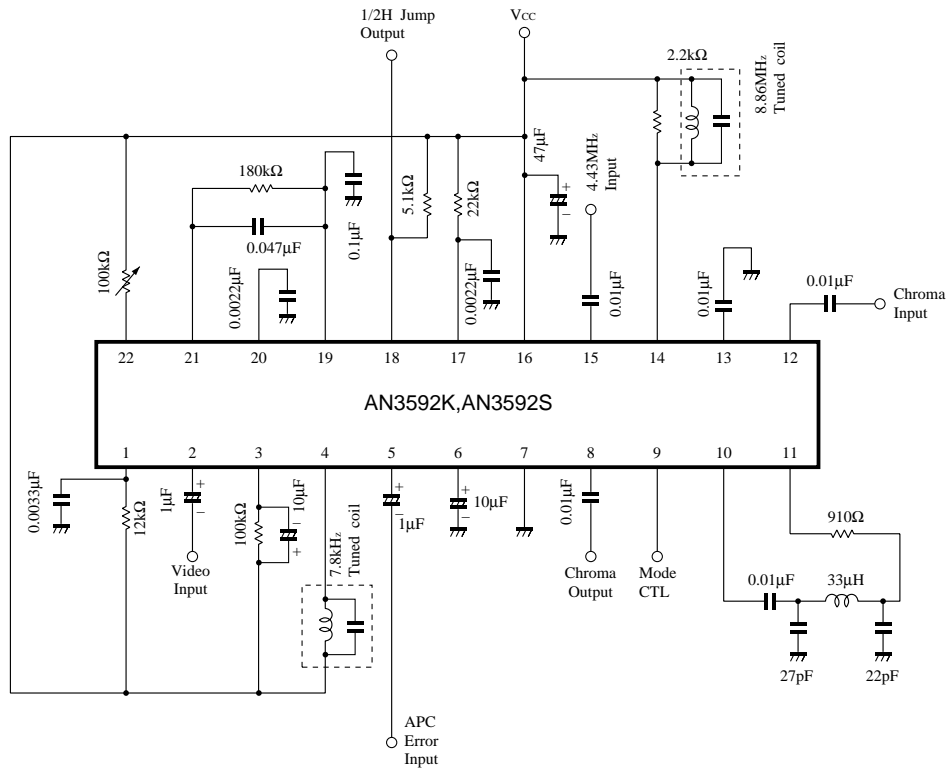 1/2H Jump
Output
VCC
2.2kΩ
8.86MHz
Tuned coil
47µF
+
−
4.43MHz
Input
180kΩ
0.047µF
0.1µF
5.1kΩ
22kΩ
100kΩ
0.0022µF
0.0022µF
0.01µF
0.01µF
0.01µF
Chroma
Input
22
21
20
19
18
17
16
15
14
13
12
AN3592K,AN3592S
1
2
3
4
5
6
7
8
9
10
11
0.0033µF
12kΩ
1µF
+
−
Video
Input
100kΩ
10µF
−
+
7.8kHz
Tuned coil
+
−
1µF
+
−
10µF
0.01µF
Chroma
Output
Mode
CTL
910Ω
0.01µF
33µH
27pF
22pF
APC
Error
Input